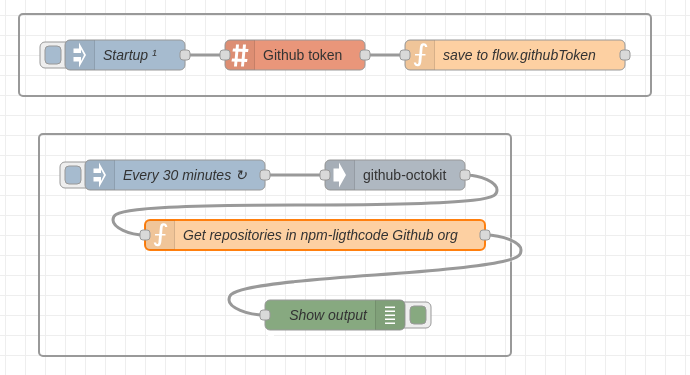 Startup ¹
Github token
save to flow.githubToken
Every 30 minutes ↻
github-octokit
Get repositories in npm-ligthcode Github org
Show output